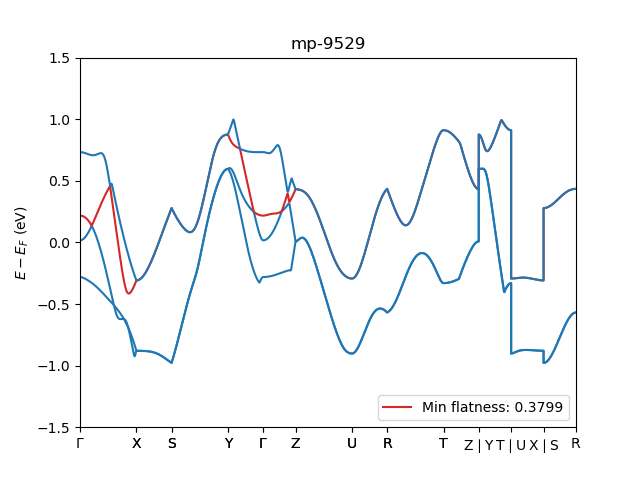 mp-9529
E − E_F (eV)
1.5
1.0
0.5
0.0
−0.5
−1.0
−1.5
Min flatness: 0.3799
Γ X S Y Γ Z U R T Z | Y T | U X | S R